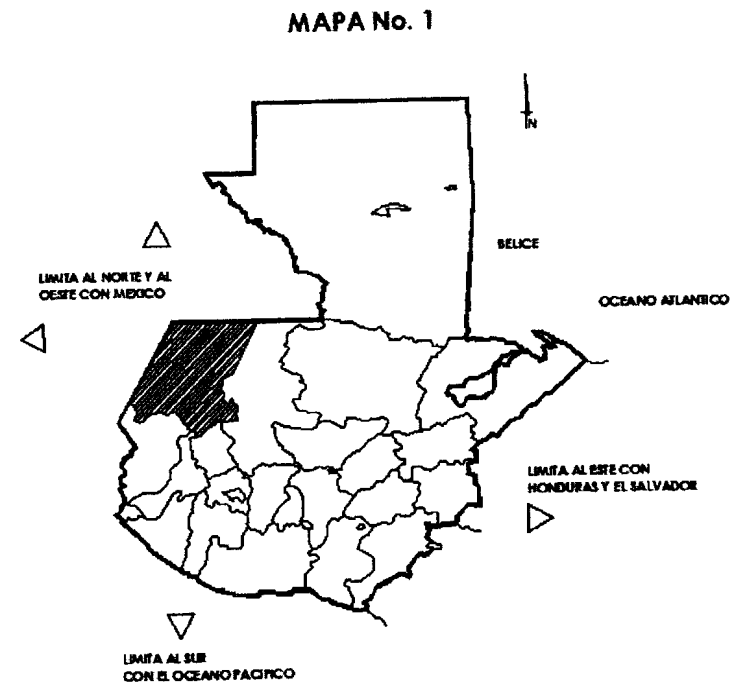 MAPA No. 1
N
BELICE
LIMITA AL NORTE Y AL
OESTE CON MEXICO
OCEANO ATLANTICO
LIMITA AL ESTE CON
HONDURAS Y EL SALVADOR
LIMITA AL SUR
CON EL OCEANO PACIFICO